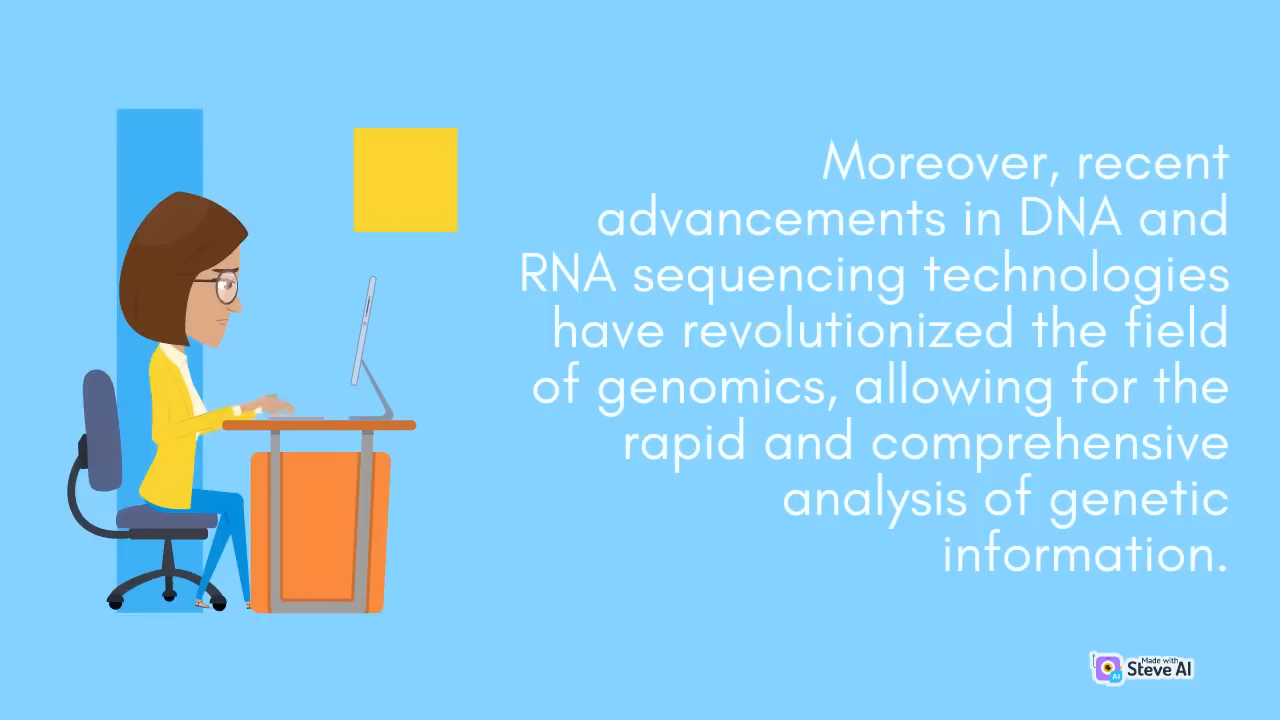 Moreover, recent
advancements in DNA and
RNA sequencing technologies
have revolutionized the field
of genomics, allowing for the
rapid and comprehensive
analysis of genetic
information.
Made with
Steve AI
AI